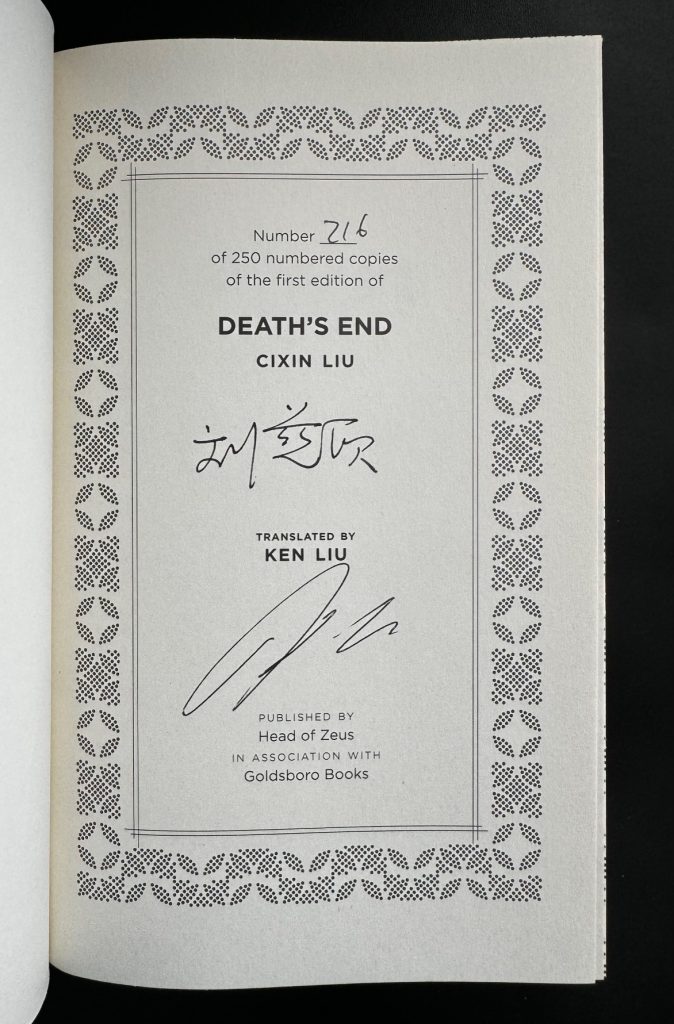 Number 216
of 250 numbered copies
of the first edition of
DEATH'S END
CIXIN LIU
刘慈欣
TRANSLATED BY
KEN LIU
PUBLISHED BY
Head of Zeus
IN ASSOCIATION WITH
Goldsboro Books